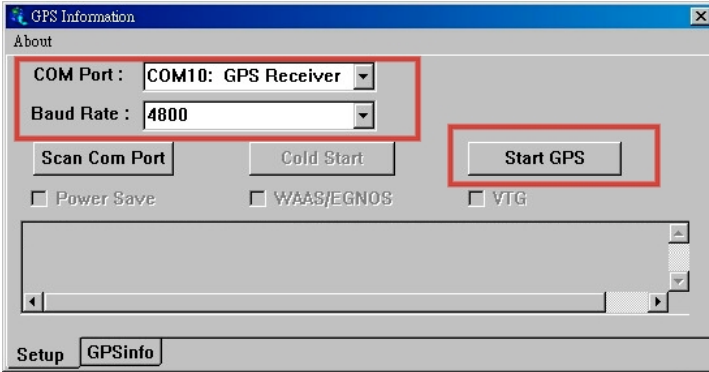 GPS Information
About
COM Port : COM10: GPS Receiver
Baud Rate : 4800
Scan Com Port Cold Start Start GPS
Power Save WAAS/EGNOS VTG
Setup GPSinfo